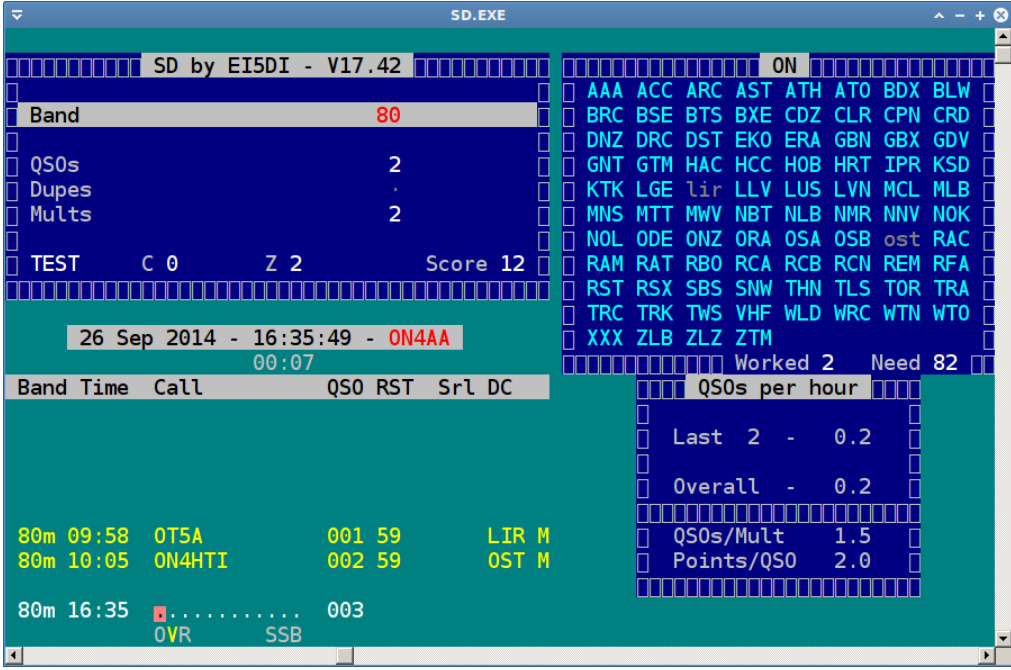 SD.EXE
SD by EI5DI - V17.42
Band 80
QSOs 2
Dupes ·
Mults 2
TEST C 0 Z 2 Score 12
ON
AAA ACC ARC AST ATH ATO BDX BLW
BRC BSE BTS BXE CDZ CLR CPN CRD
DNZ DRC DST EKO ERA GBN GBX GDV
GNT GTM HAC HCC HOB HRT IPR KSD
KTK LGE lir LLV LUS LVN MCL MLB
MNS MTT MWV NBT NLB NMR NNV NOK
NOL ODE ONZ ORA OSA OSB ost RAC
RAM RAT RBO RCA RCB RCN REM RFA
RST RSX SBS SNW THN TLS TOR TRA
TRC TRK TWS VHF WLD WRC WTN WTO
XXX ZLB ZLZ ZTM
Worked 2 Need 82
26 Sep 2014 - 16:35:49 - ON4AA
00:07
Band Time Call QSO RST Srl DC
80m 09:58 OT5A 001 59 LIR M
80m 10:05 ON4HTI 002 59 OST M
80m 16:35 ............ 003
OVR SSB
QSOs per hour
Last 2 - 0.2
Overall - 0.2
QSOs/Mult 1.5
Points/QSO 2.0